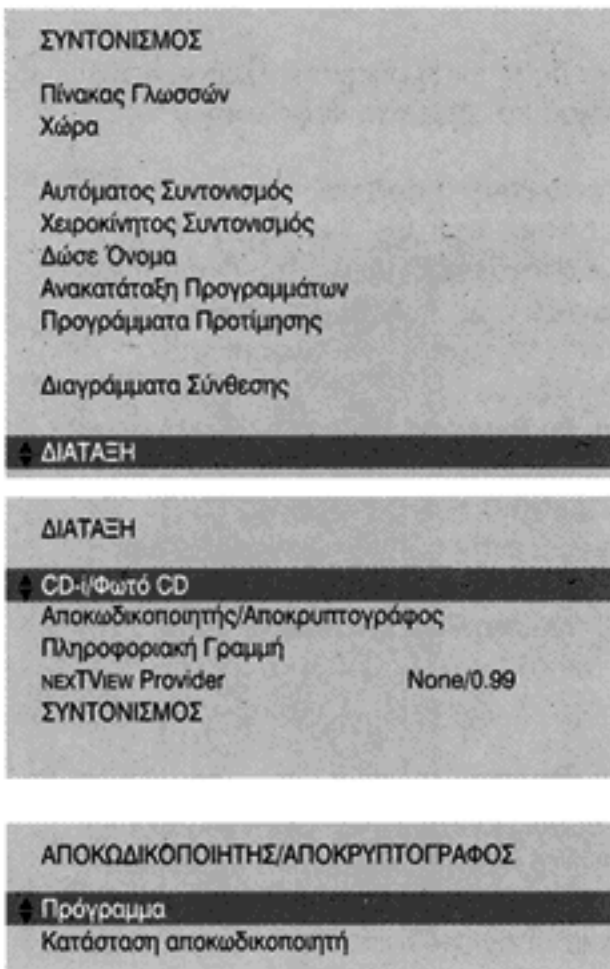 ΣΥΝΤΟΝΙΣΜΟΣ
Πίνακας Γλωσσών
Χώρα
Αυτόματος Συντονισμός
Χειροκίνητος Συντονισμός
Δώσε Όνομα
Ανακατάταξη Προγραμμάτων
Προγράμματα Προτίμησης
Διαγράμματα Σύνθεσης
ΔΙΑΤΑΞΗ
ΔΙΑΤΑΞΗ
CD-i/Φωτό CD
Αποκωδικοποιητής/Αποκρυπτογράφος
Πληροφοριακή Γραμμή
NEXTVIEW Provider None/0.99
ΣΥΝΤΟΝΙΣΜΟΣ
ΑΠΟΚΩΔΙΚΟΠΟΙΗΤΗΣ/ΑΠΟΚΡΥΠΤΟΓΡΑΦΟΣ
Πρόγραμμα
Κατάσταση αποκωδικοποιητή